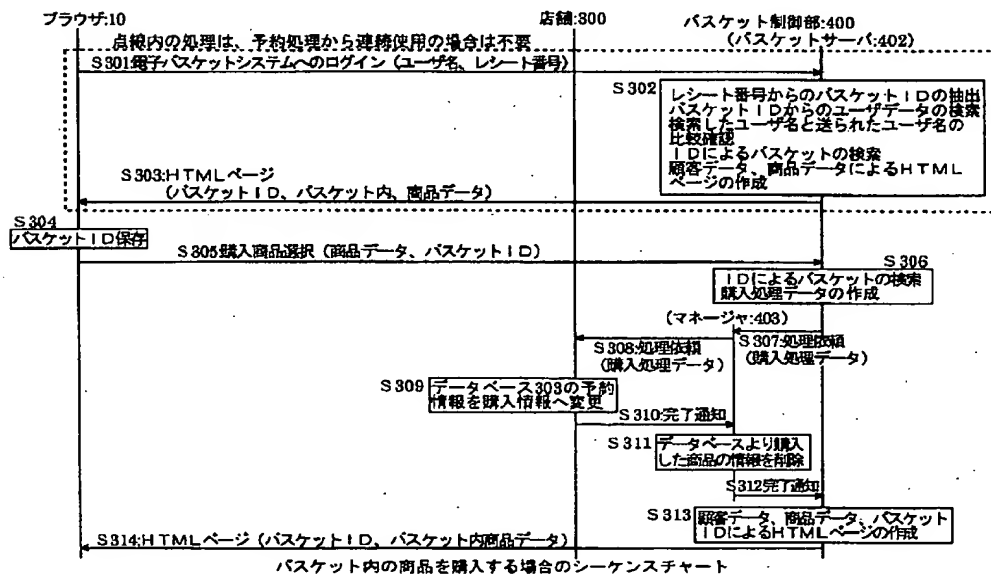 ブラウザ:10
店舗:300
バスケット制御部:400
(バスケットサーバ:402)
点線内の処理は、予約処理から連続使用の場合は不要
S301:電子バスケットシステムへのログイン(ユーザ名、レシート番号)
S302
レシート番号からのバスケットIDの抽出
バスケットIDからのユーザデータの検索
検索したユーザ名と送られたユーザ名の
比較確認
IDによるバスケットの検索
顧客データ、商品データによるHTML
ページの作成
S303:HTMLページ
(バスケットID、バスケット内、商品データ)
S304
バスケットID保存
S305:購入商品選択(商品データ、バスケットID)
S306
IDによるバスケットの検索
購入処理データの作成
(マネージャ:403)
S307:処理依頼
(購入処理データ)
S308:処理依頼
(購入処理データ)
S309
データベース303の予約
情報を購入情報へ変更
S310:完了通知
S311
データベースより購入
した商品の情報を削除
S312完了通知
S313
顧客データ、商品データ、バスケット
IDによるHTMLページの作成
S314:HTMLページ(バスケットID、バスケット内商品データ)
バスケット内の商品を購入する場合のシーケンスチャート